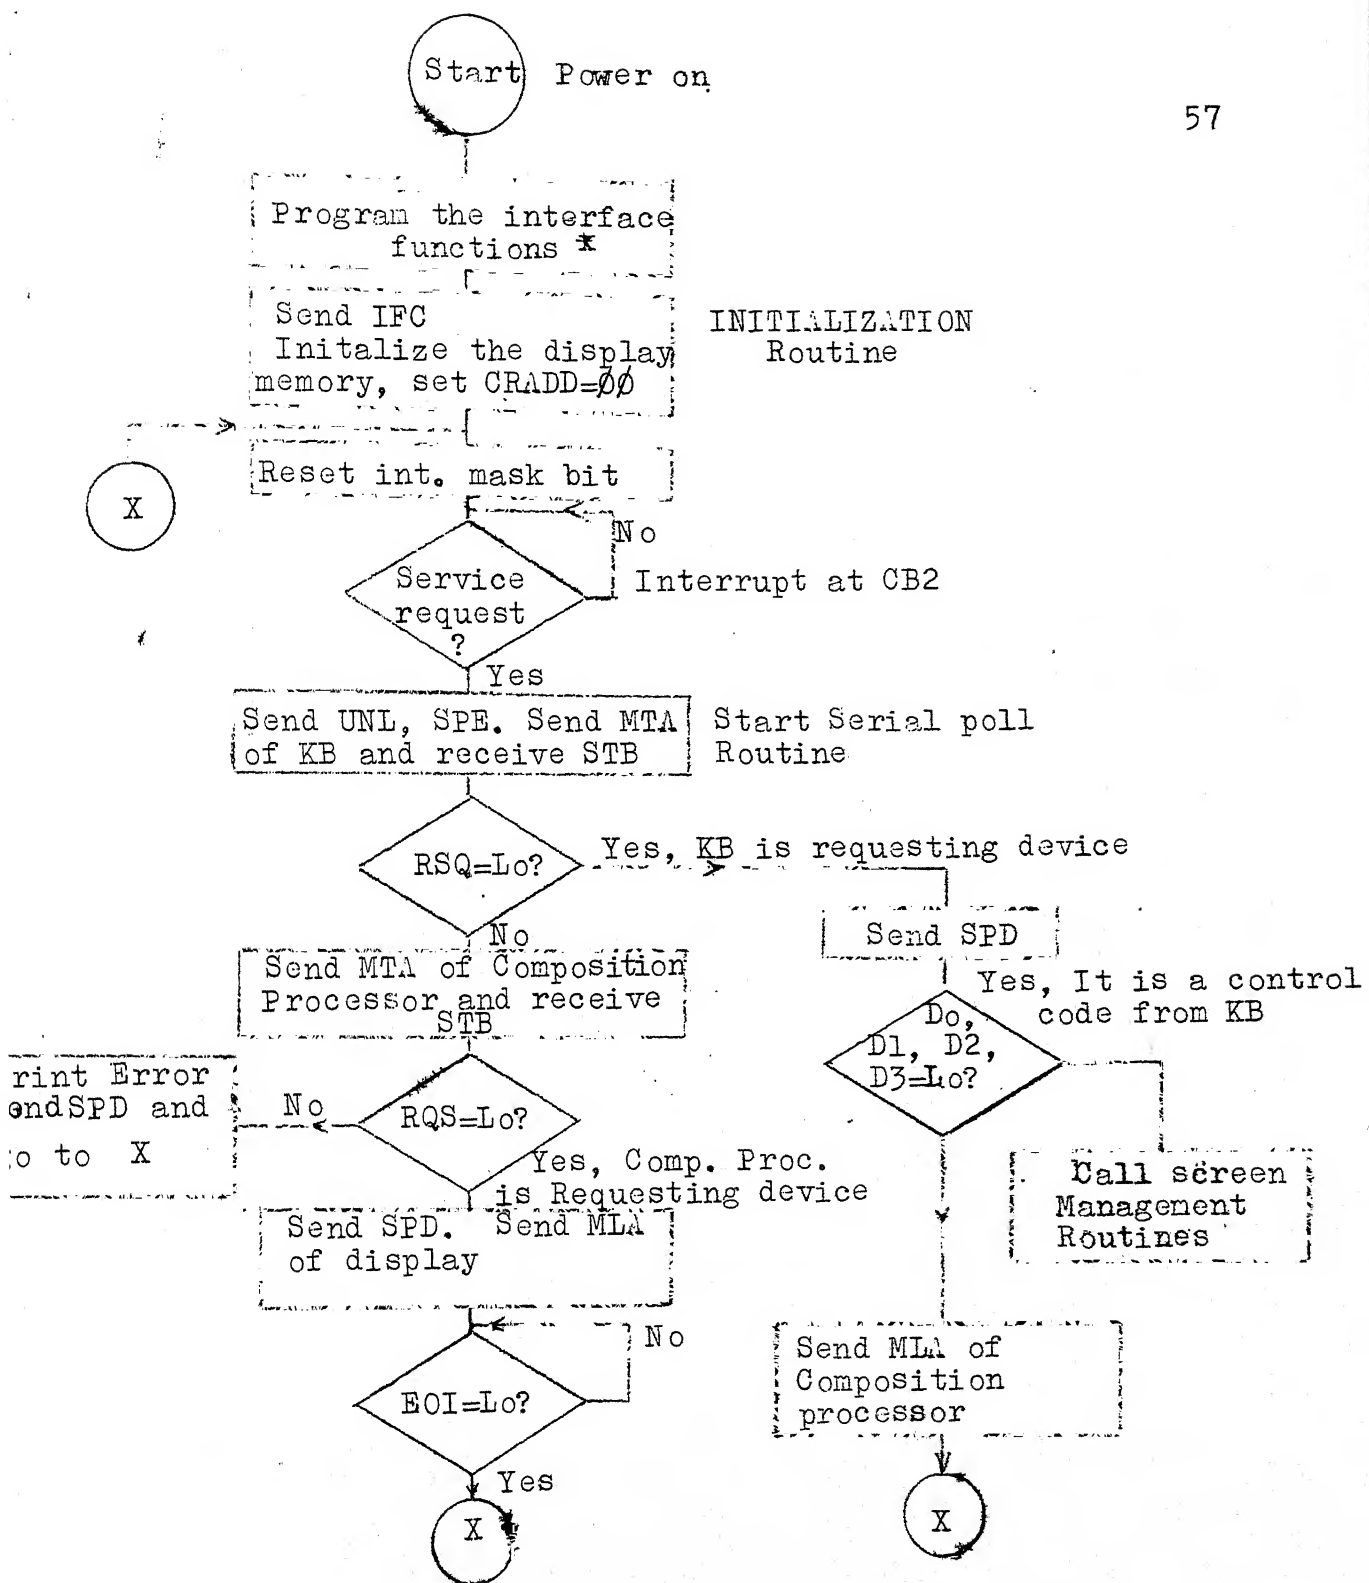 Start
Power on
57
Program the interface
functions *
Send IFC
Initalize the display
memory, set CRADD=ØØ
INITIALIZATION
Routine
Reset int. mask bit
X
No
Service
request
?
Interrupt at CB2
Yes
Send UNL, SPE. Send MTA
of KB and receive STB
Start Serial poll
Routine
RSQ=Lo?
Yes, KB is requesting device
No
Send SPD
Send MTA of Composition
Processor and receive
STB
Yes, It is a control
code from KB
Do,
D1, D2,
D3=Lo?
rint Error
endSPD and
o to X
No
RQS=Lo?
Yes, Comp. Proc.
is Requesting device
Call screen
Management
Routines
Send SPD. Send MLA
of display
No
EOI=Lo?
Send MLA of
Composition
processor
Yes
X
X